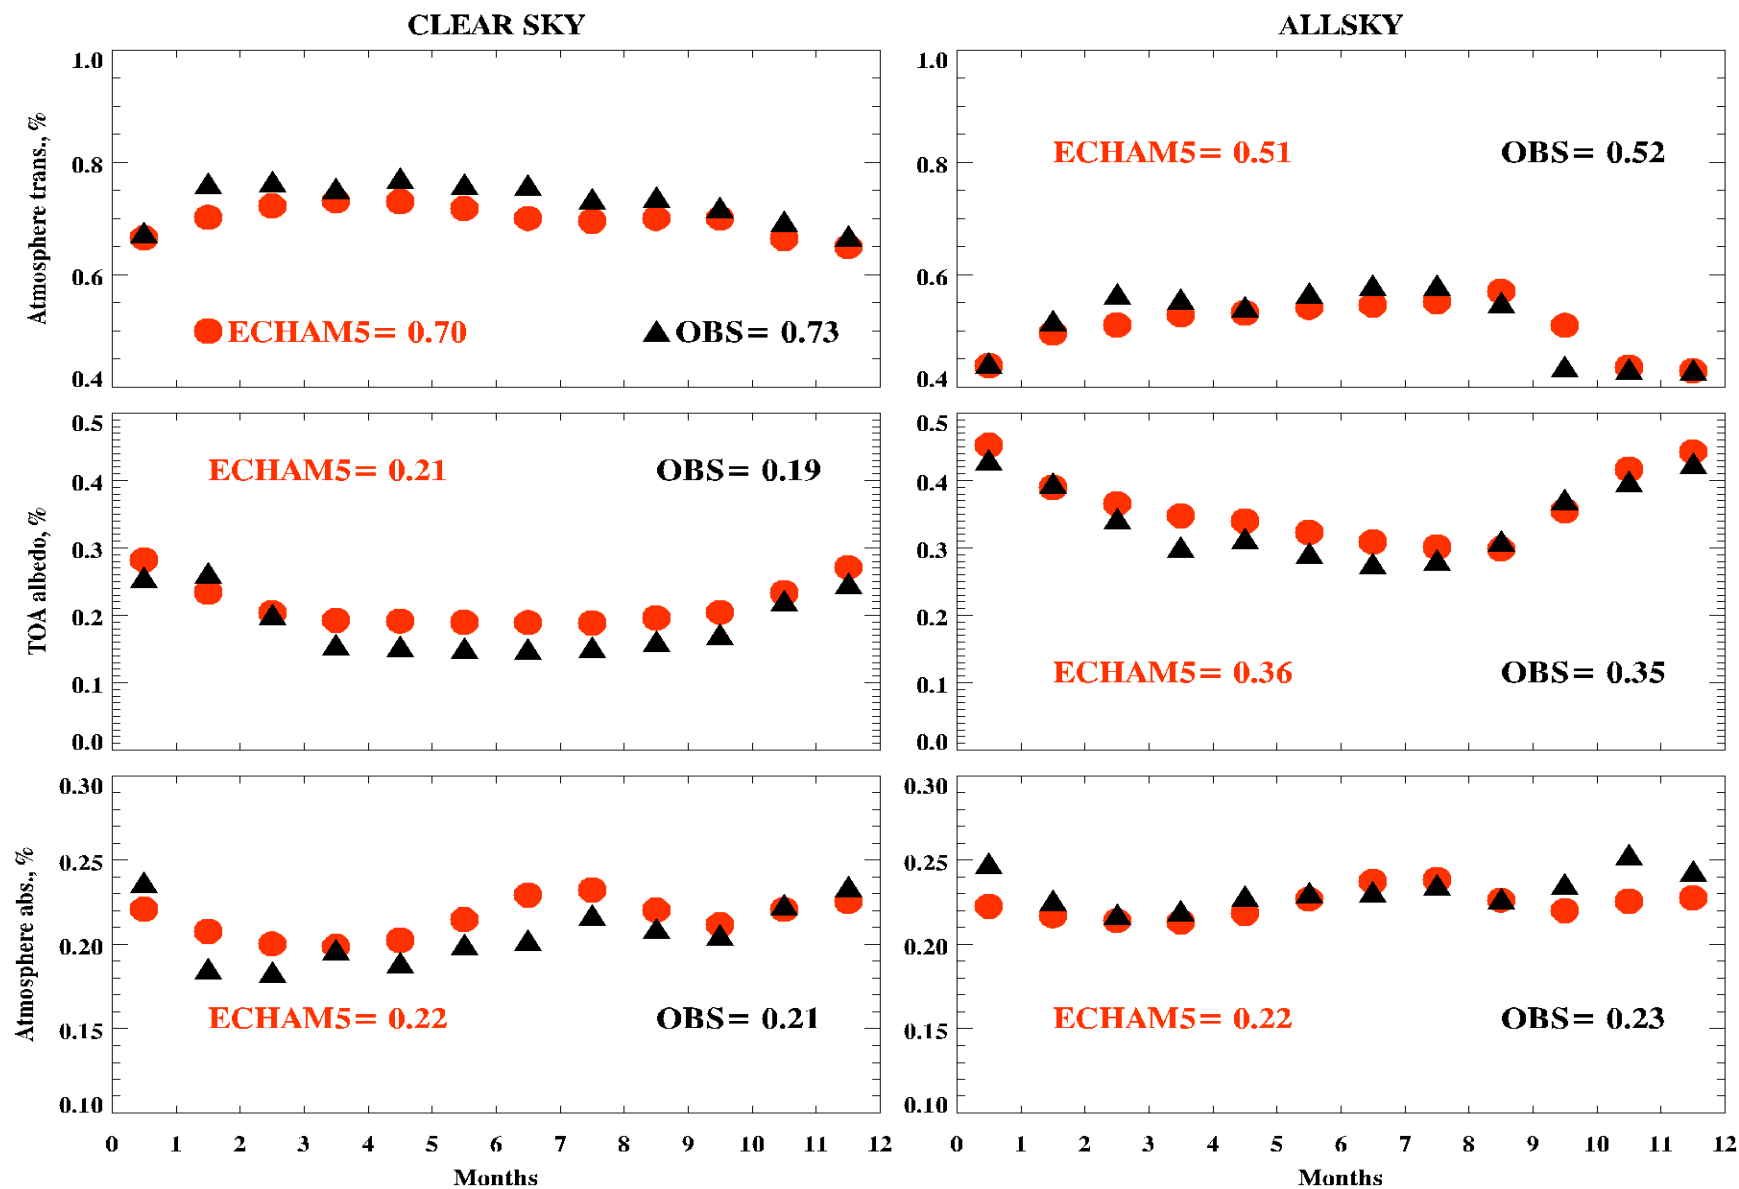 CLEAR SKY
ALLSKY
Atmosphere trans., %
1.0
0.8
0.6
0.4
ECHAM5= 0.70
OBS= 0.73
1.0
0.8
0.6
0.4
ECHAM5= 0.51
OBS= 0.52
TOA albedo, %
0.5
0.4
0.3
0.2
0.1
0.0
ECHAM5= 0.21
OBS= 0.19
0.5
0.4
0.3
0.2
0.1
0.0
ECHAM5= 0.36
OBS= 0.35
Atmosphere abs., %
0.30
0.25
0.20
0.15
0.10
ECHAM5= 0.22
OBS= 0.21
0 1 2 3 4 5 6 7 8 9 10 11 12
Months
0.30
0.25
0.20
0.15
0.10
ECHAM5= 0.22
OBS= 0.23
0 1 2 3 4 5 6 7 8 9 10 11 12
Months